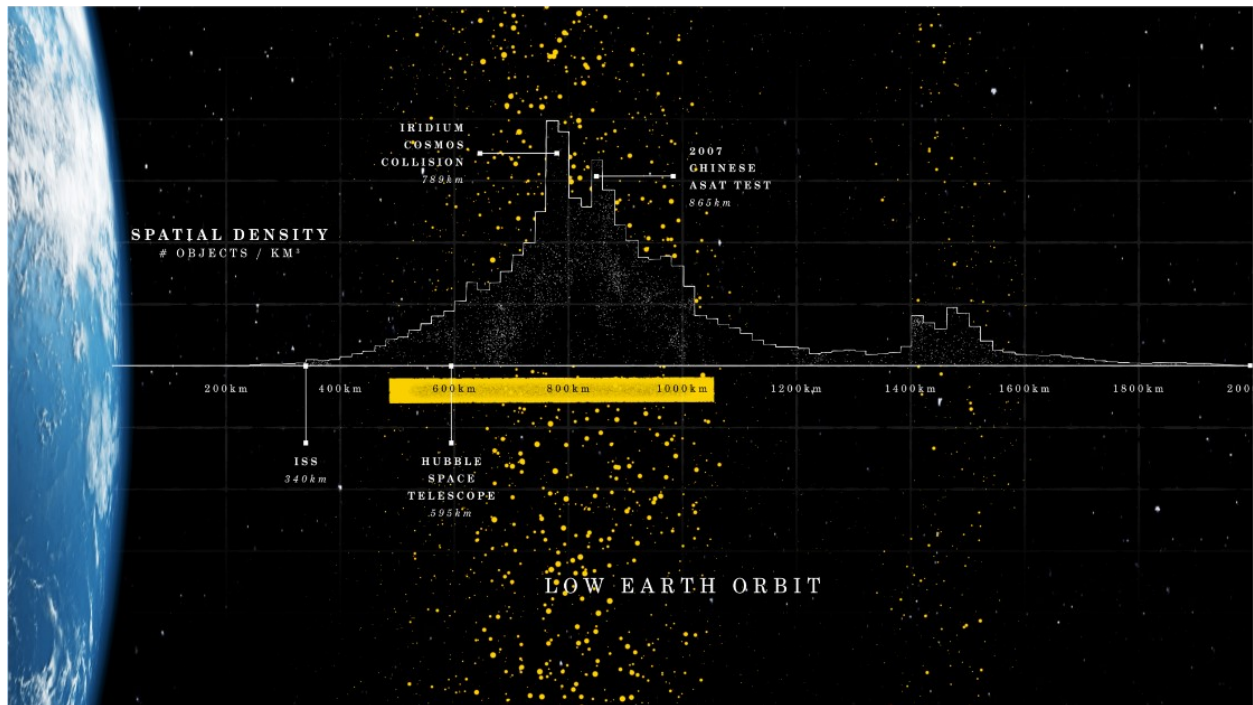 IRIDIUM
COSMOS
COLLISION
789km
2007
CHINESE
ASAT TEST
865km
SPATIAL DENSITY
# OBJECTS / KM³
200km 400km 600km 800km 1000km 1200km 1400km 1600km 1800km 200
ISS
340km
HUBBLE
SPACE
TELESCOPE
595km
LOW EARTH ORBIT